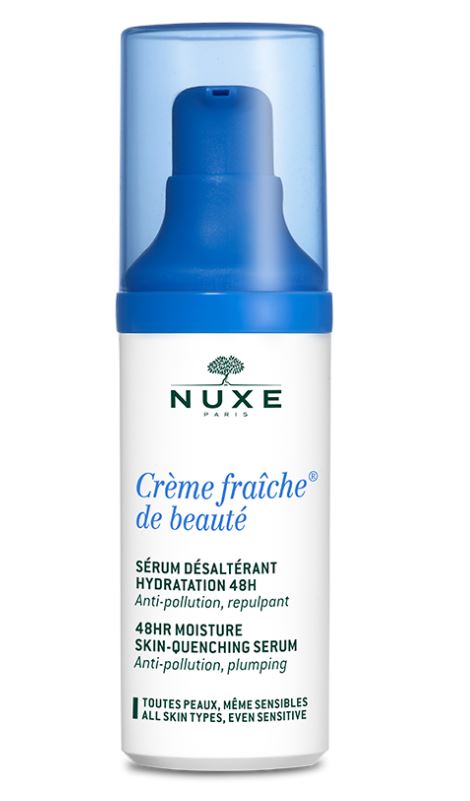 NUXE
PARIS
Crème fraîche®
de beauté
SÉRUM DÉSALTÉRANT
HYDRATATION 48H
Anti-pollution, repulpant
48HR MOISTURE
SKIN-QUENCHING SERUM
Anti-pollution, plumping
TOUTES PEAUX, MÊME SENSIBLES
ALL SKIN TYPES, EVEN SENSITIVE